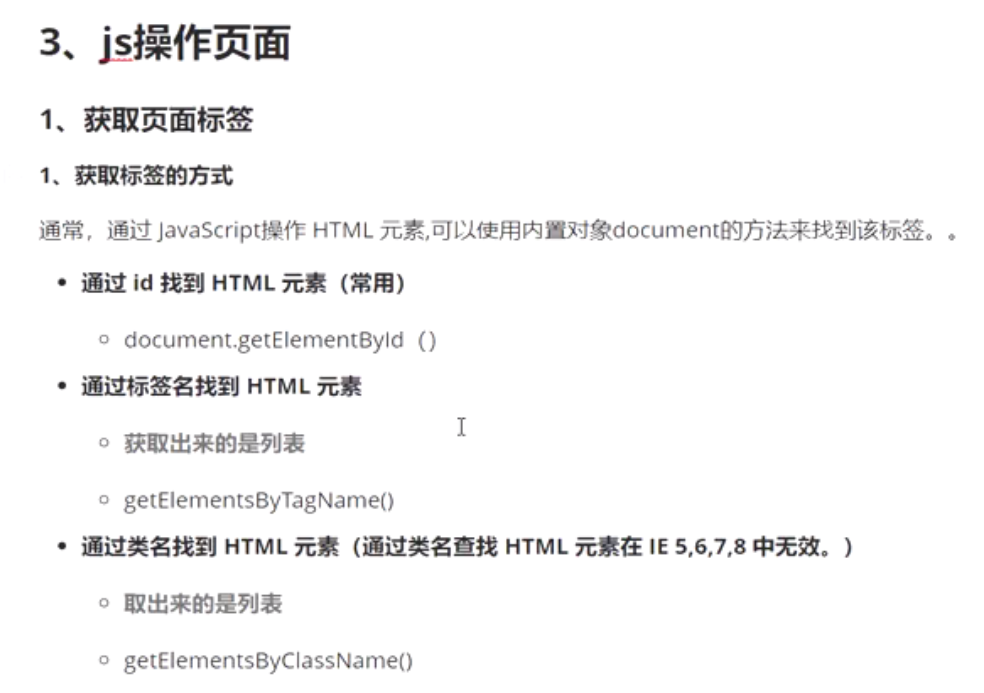 3、js操作页面
1、获取页面标签
1、获取标签的方式
通常，通过 JavaScript操作 HTML 元素,可以使用内置对象document的方法来找到该标签。。
• 通过 id 找到 HTML 元素（常用）
◦ document.getElementById（）
• 通过标签名找到 HTML 元素
◦ 获取出来的是列表
◦ getElementsByTagName()
• 通过类名找到 HTML 元素（通过类名查找 HTML 元素在 IE 5,6,7,8 中无效。）
◦ 取出来的是列表
◦ getElementsByClassName()